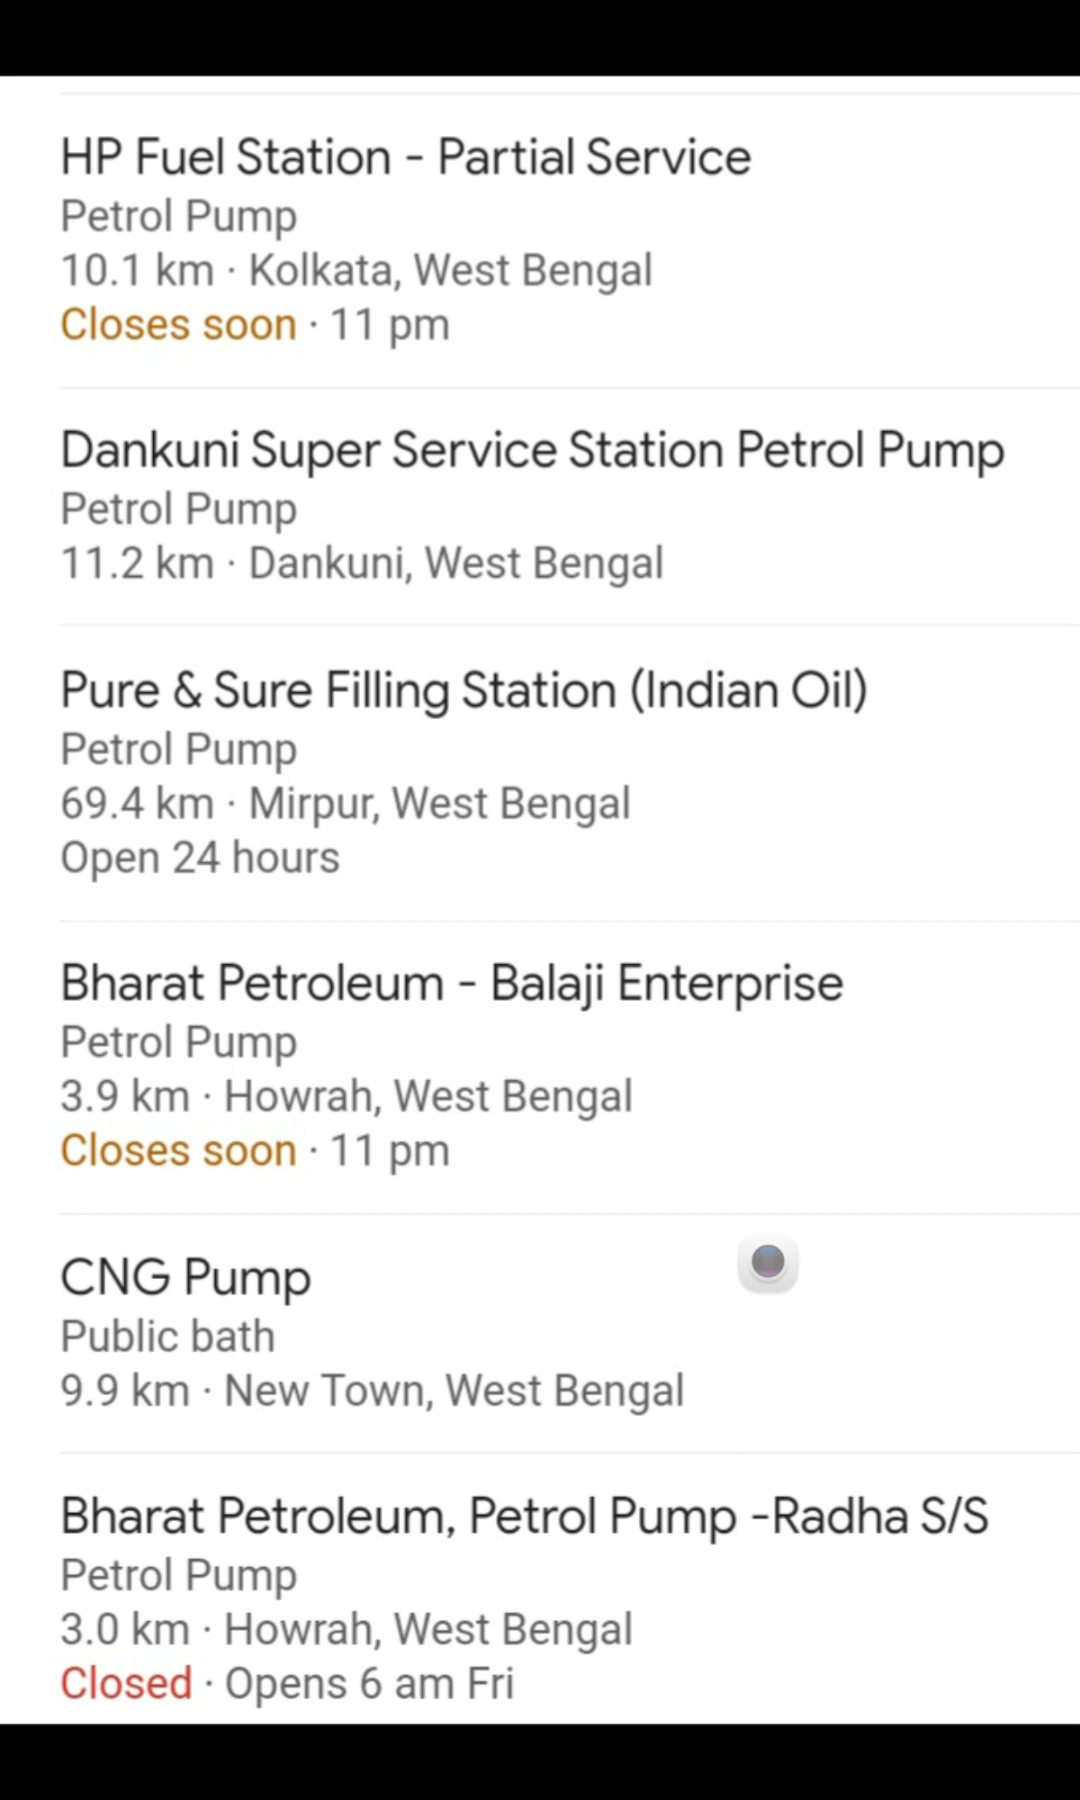 HP Fuel Station - Partial Service
Petrol Pump
10.1 km · Kolkata, West Bengal
Closes soon · 11 pm
Dankuni Super Service Station Petrol Pump
Petrol Pump
11.2 km · Dankuni, West Bengal
Pure & Sure Filling Station (Indian Oil)
Petrol Pump
69.4 km · Mirpur, West Bengal
Open 24 hours
Bharat Petroleum - Balaji Enterprise
Petrol Pump
3.9 km · Howrah, West Bengal
Closes soon · 11 pm
CNG Pump
Public bath
9.9 km · New Town, West Bengal
Bharat Petroleum, Petrol Pump -Radha S/S
Petrol Pump
3.0 km · Howrah, West Bengal
Closed · Opens 6 am Fri